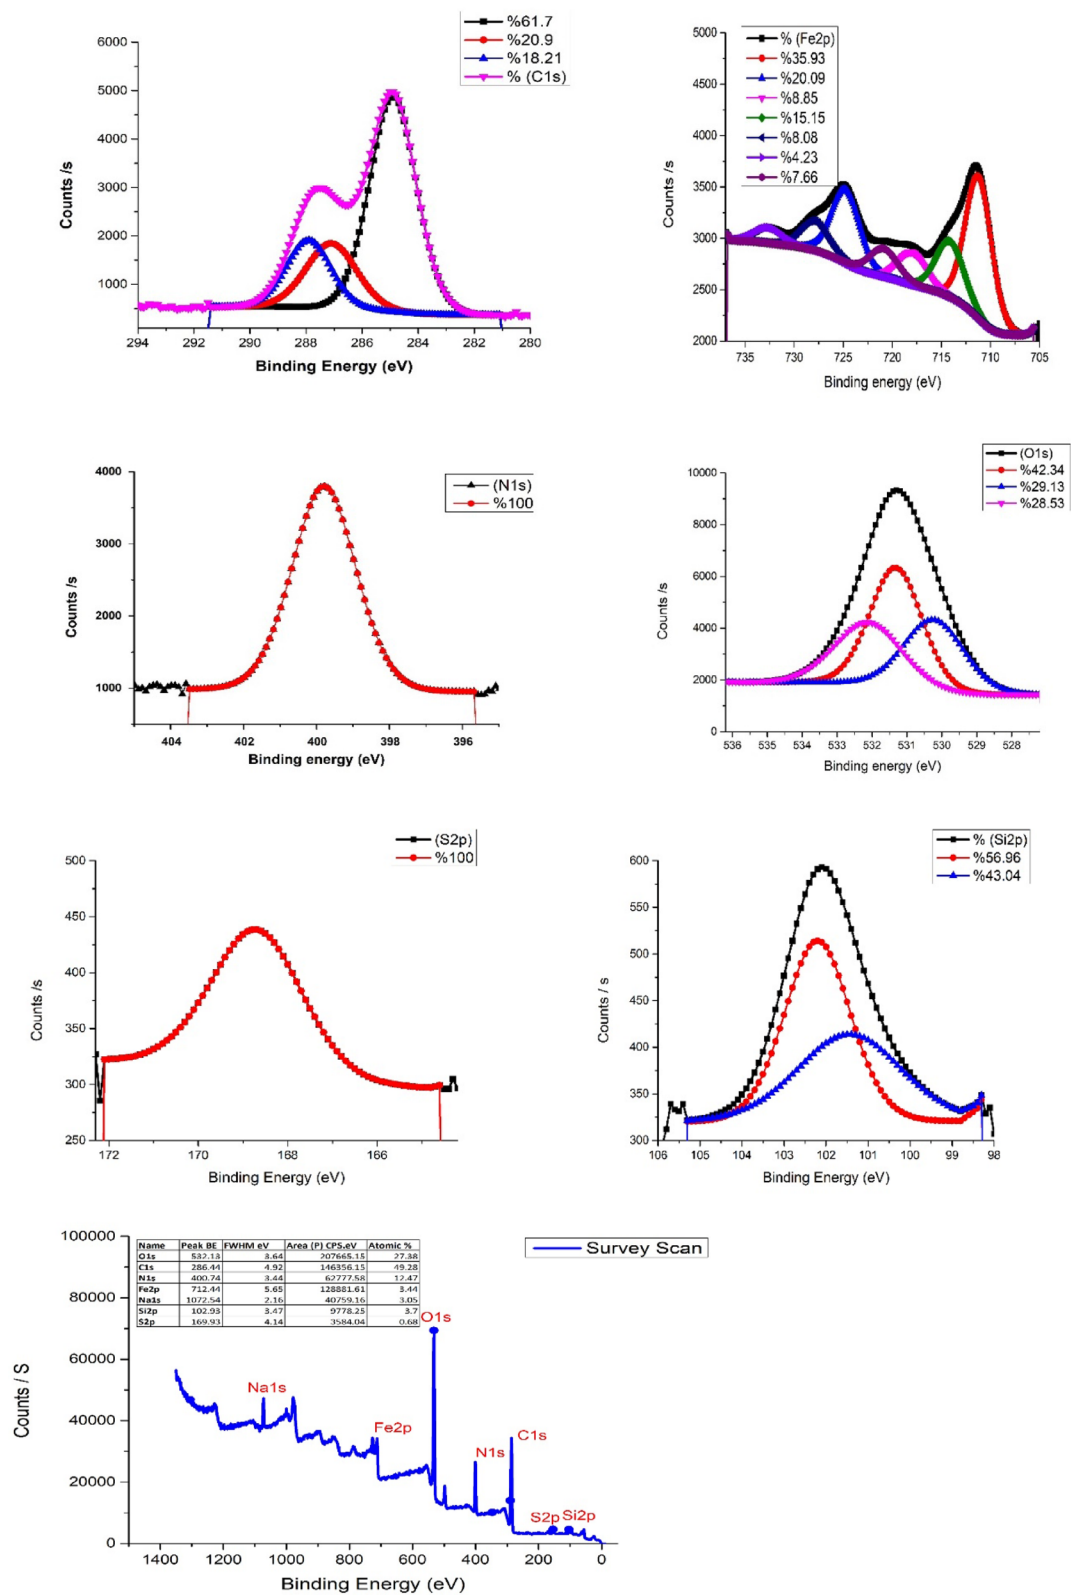 %61.7
%20.9
%18.21
% (C1s)
6000
5000
4000
3000
2000
1000
Counts /s
294 292 290 288 286 284 282 280
Binding Energy (eV)
% (Fe2p)
%35.93
%20.09
%8.85
%15.15
%8.08
%4.23
%7.66
5000
4500
4000
3500
3000
2500
2000
Counts /s
735 730 725 720 715 710 705
Binding energy (eV)
(N1s)
%100
4000
3000
2000
1000
Counts /s
404 402 400 398 396
Binding energy (eV)
(O1s)
%42.34
%29.13
%28.53
10000
8000
6000
4000
2000
0
Counts /s
536 535 534 533 532 531 530 529 528
Binding energy (eV)
(S2p)
%100
500
450
400
350
300
250
Counts /s
172 170 168 166
Binding Energy (eV)
% (Si2p)
%56.96
%43.04
600
550
500
450
400
350
300
Counts / s
106 105 104 103 102 101 100 99 98
Binding Energy (eV)
Survey Scan
Name Peak BE FWHM eV Area (P) CPS.eV Atomic %
O1s 532.13 3.64 207665.15 27.38
C1s 286.44 4.92 146356.15 49.28
N1s 400.74 3.44 62777.58 12.47
Fe2p 712.44 5.65 128881.61 3.44
Na1s 1072.54 2.16 40759.16 3.05
Si2p 102.93 3.47 9778.25 3.7
S2p 169.93 4.14 3584.04 0.68
100000
80000
60000
40000
20000
0
Counts / S
O1s
Na1s
Fe2p
N1s
C1s
S2p
Si2p
1400 1200 1000 800 600 400 200 0
Binding Energy (eV)